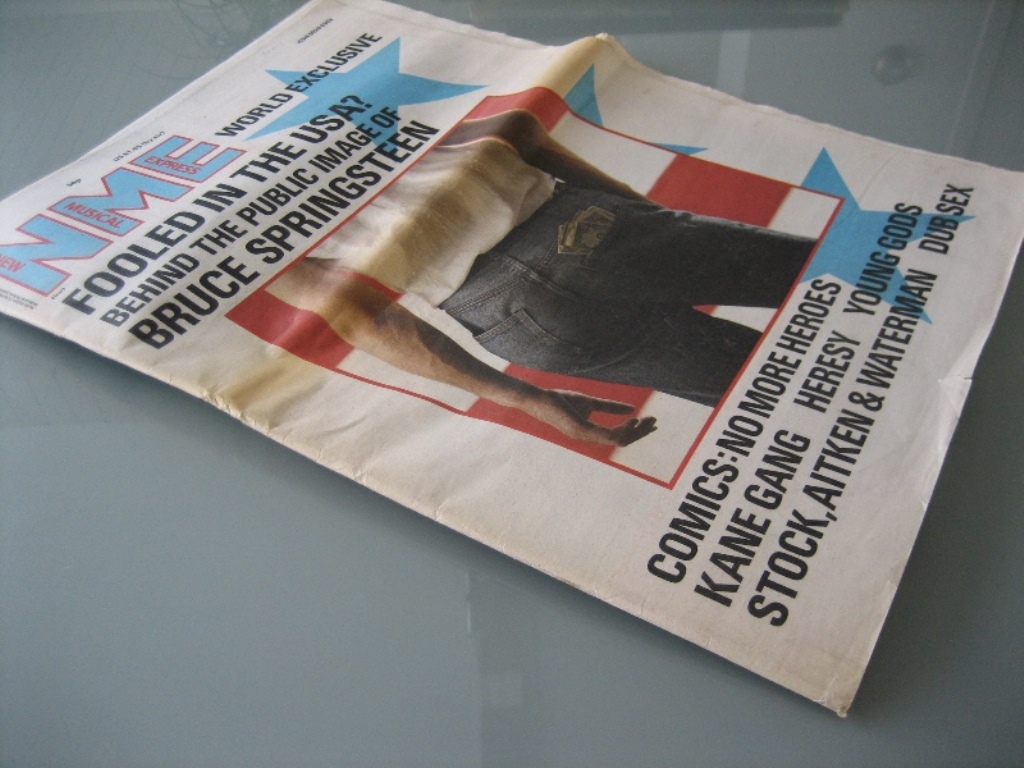 NME
NEW
MUSICAL
EXPRESS
WORLD EXCLUSIVE
FOOLED IN THE USA?
BEHIND THE PUBLIC IMAGE OF
BRUCE SPRINGSTEEN
COMICS: NO MORE HEROES
KANE GANG HERESY YOUNG GODS
STOCK, AITKEN & WATERMAN DUB SEX